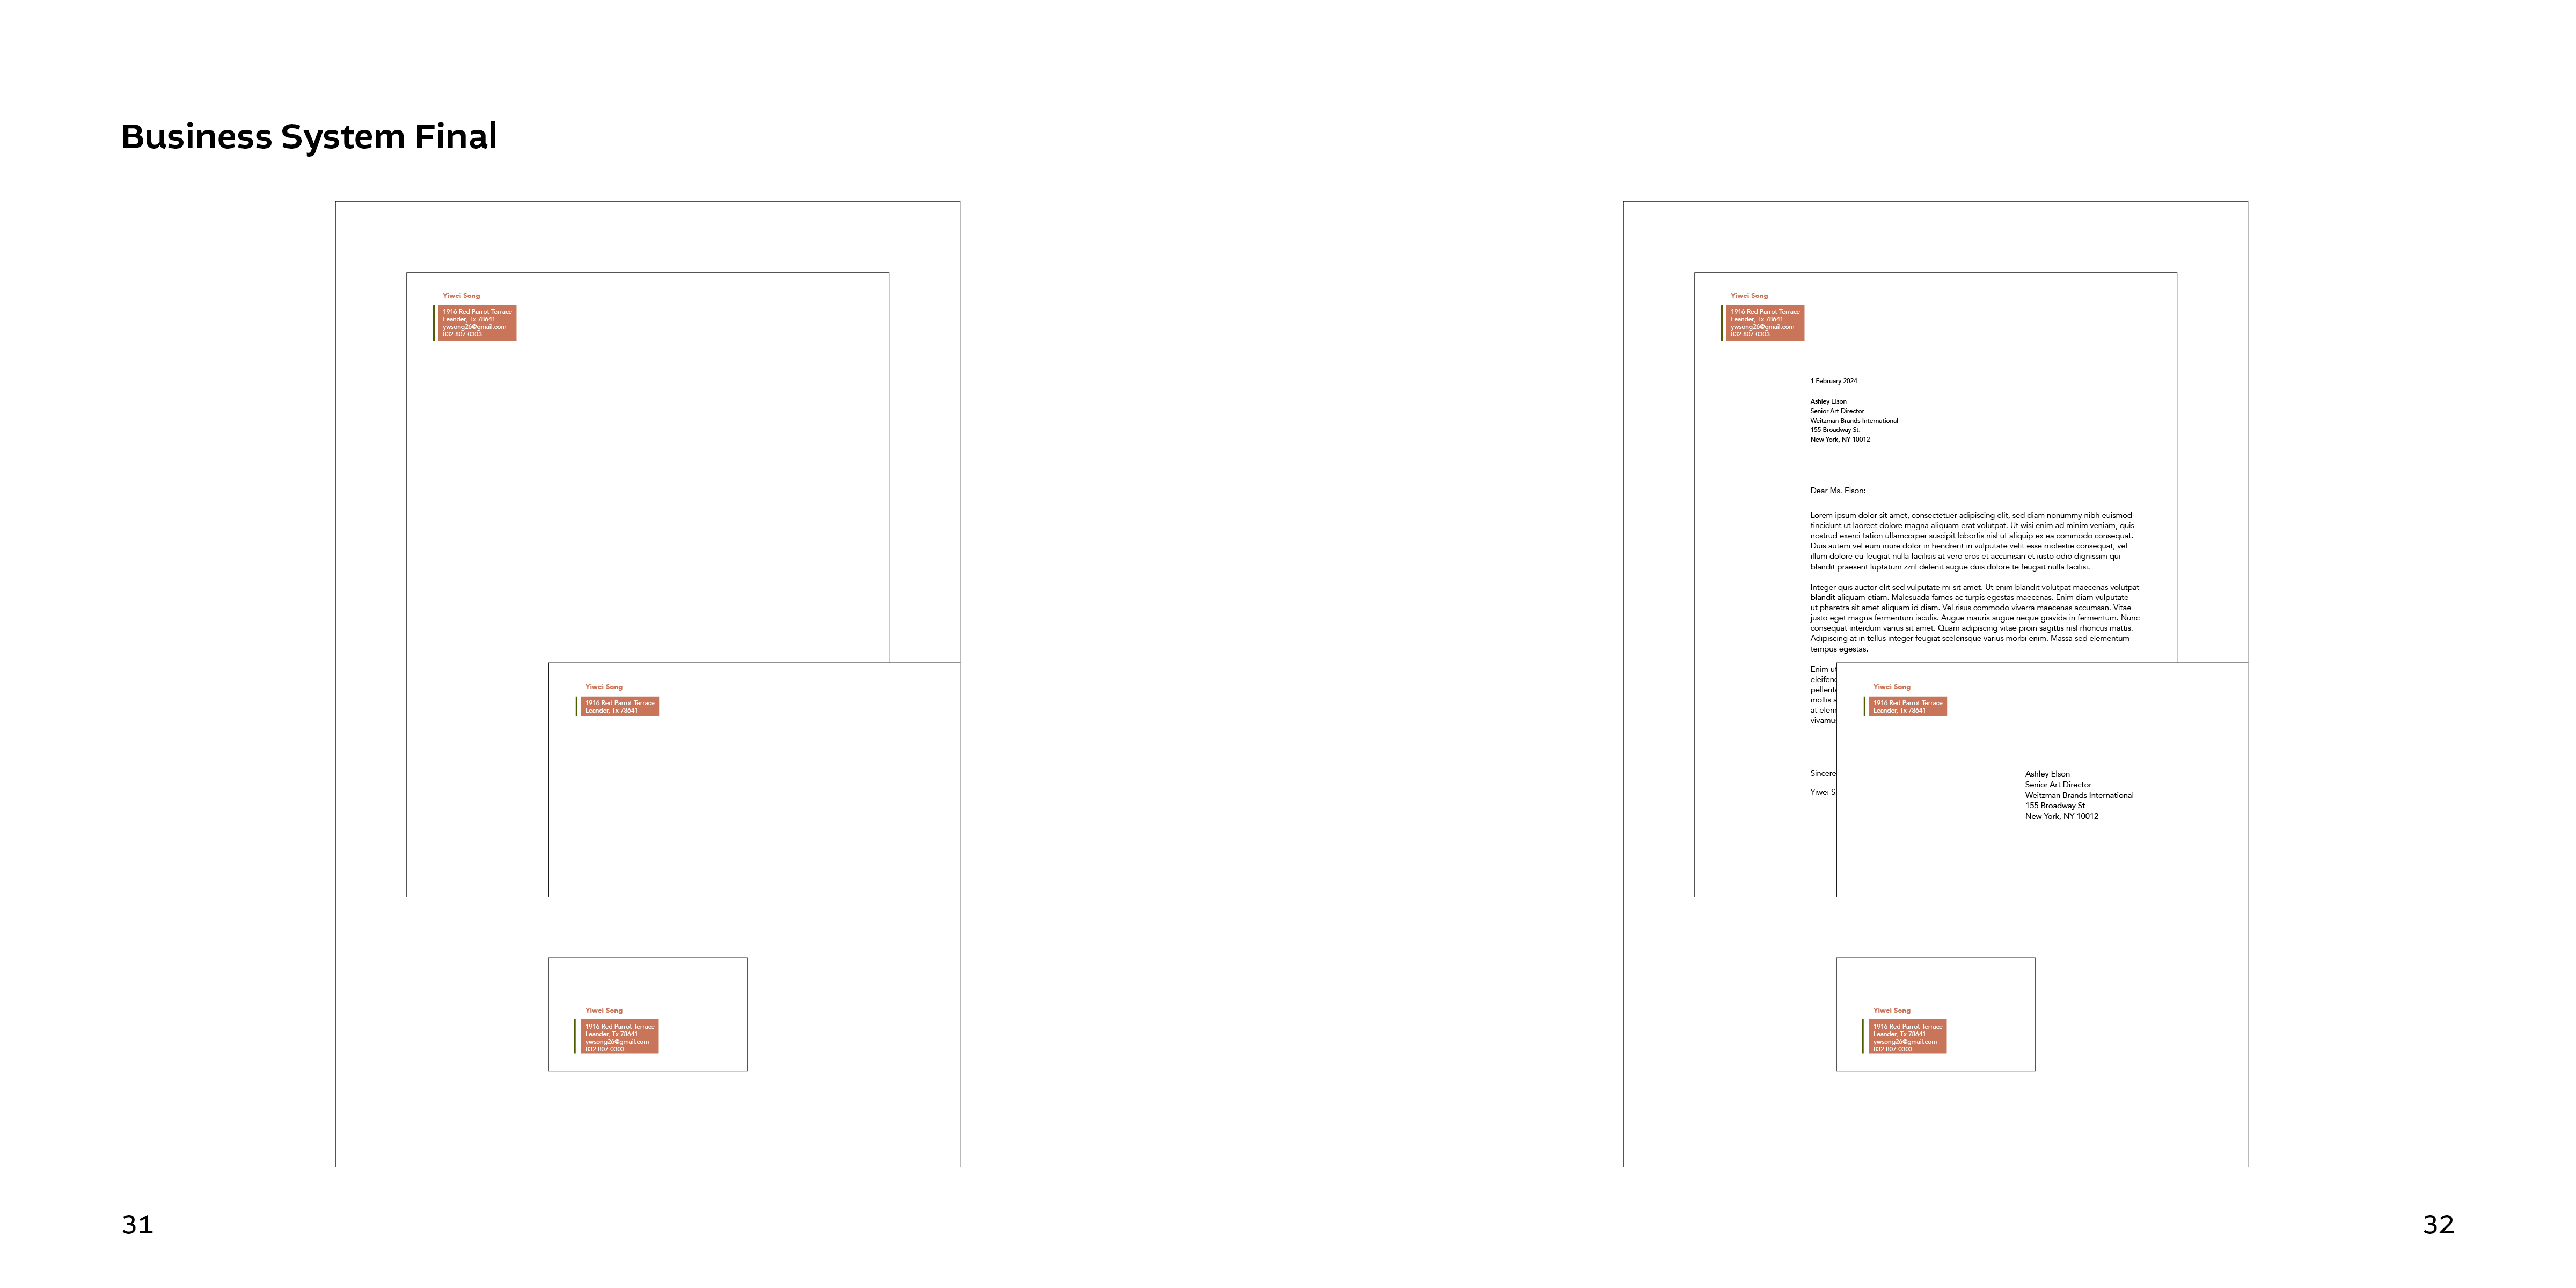 Business System Final
Yiwei Song
1916 Red Parrot Terrace
Leander, Tx 78641
ywsong26@gmail.com
832 807-0303
Yiwei Song
1916 Red Parrot Terrace
Leander, Tx 78641
Yiwei Song
1916 Red Parrot Terrace
Leander, Tx 78641
ywsong26@gmail.com
832 807-0303
31
Yiwei Song
1916 Red Parrot Terrace
Leander, Tx 78641
ywsong26@gmail.com
832 807-0303
1 February 2024
Ashley Elson
Senior Art Director
Weitzman Brands International
155 Broadway St.
New York, NY 10012
Dear Ms. Elson:
Lorem ipsum dolor sit amet, consectetuer adipiscing elit, sed diam nonummy nibh euismod
tincidunt ut laoreet dolore magna aliquam erat volutpat. Ut wisi enim ad minim veniam, quis
nostrud exerci tation ullamcorper suscipit lobortis nisl ut aliquip ex ea commodo consequat.
Duis autem vel eum iriure dolor in hendrerit in vulputate velit esse molestie consequat, vel
illum dolore eu feugiat nulla facilisis at vero eros et accumsan et iusto odio dignissim qui
blandit praesent luptatum zzril delenit augue duis dolore te feugait nulla facilisi.
Integer quis auctor elit sed vulputate mi sit amet. Ut enim blandit volutpat maecenas volutpat
blandit aliquam etiam. Malesuada fames ac turpis egestas maecenas. Enim diam vulputate
ut pharetra sit amet aliquam id diam. Vel risus commodo viverra maecenas accumsan. Vitae
justo eget magna fermentum iaculis. Augue mauris augue neque gravida in fermentum. Nunc
consequat interdum varius sit amet. Quam adipiscing vitae proin sagittis nisl rhoncus mattis.
Adipiscing at in tellus integer feugiat scelerisque varius morbi enim. Massa sed elementum
tempus egestas.
Enim ut
mollis a
at elem
Yiwei
Yiwei Song
1916 Red Parrot Terrace
Leander, Tx 78641
Ashley Elson
Senior Art Director
Weitzman Brands International
155 Broadway St.
New York, NY 10012
Yiwei Song
1916 Red Parrot Terrace
Leander, Tx 78641
ywsong26@gmail.com
832 807-0303
32